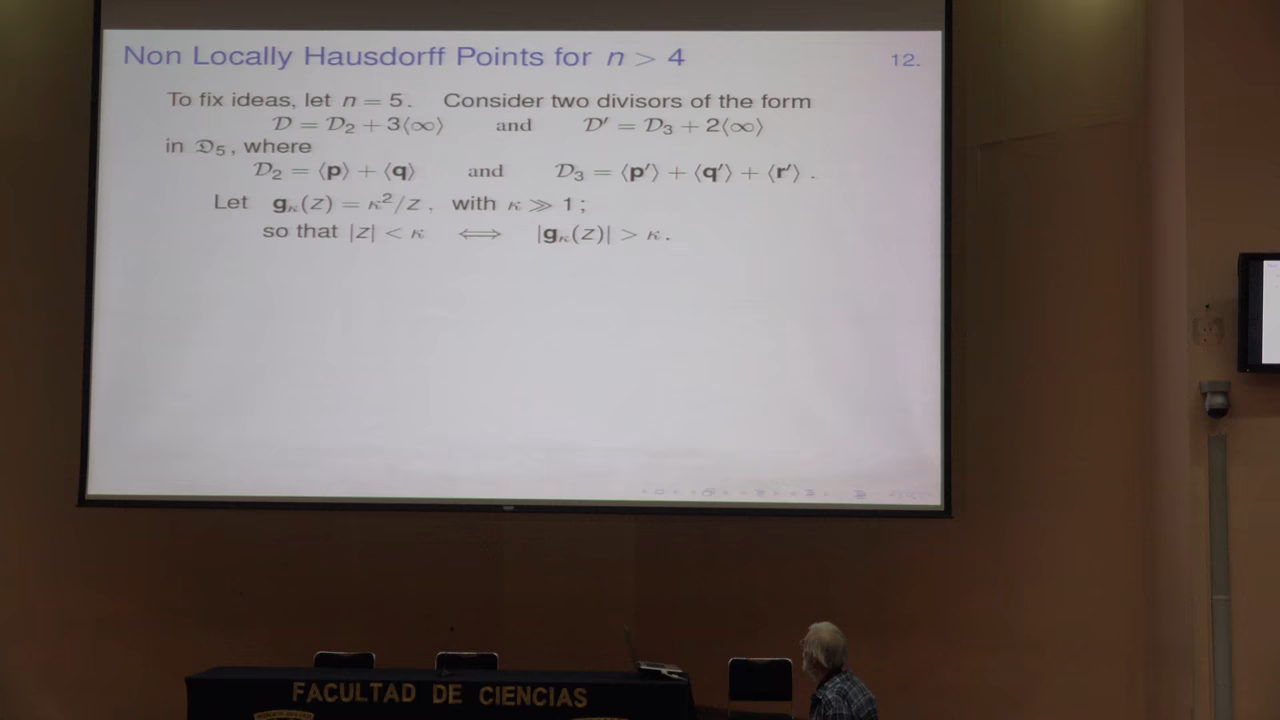 Non Locally Hausdorff Points for n > 4 12.
To fix ideas, let n = 5. Consider two divisors of the form
𝒟 = 𝒟₂ + 3⟨∞⟩ and 𝒟′ = 𝒟₃ + 2⟨∞⟩
in 𝔇₅, where
𝒟₂ = ⟨p⟩ + ⟨q⟩ and 𝒟₃ = ⟨p′⟩ + ⟨q′⟩ + ⟨r′⟩ .
Let g_κ(z) = κ²/z , with κ ≫ 1 ;
so that |z| < κ ⟺ |g_κ(z)| > κ .
FACULTAD DE CIENCIAS